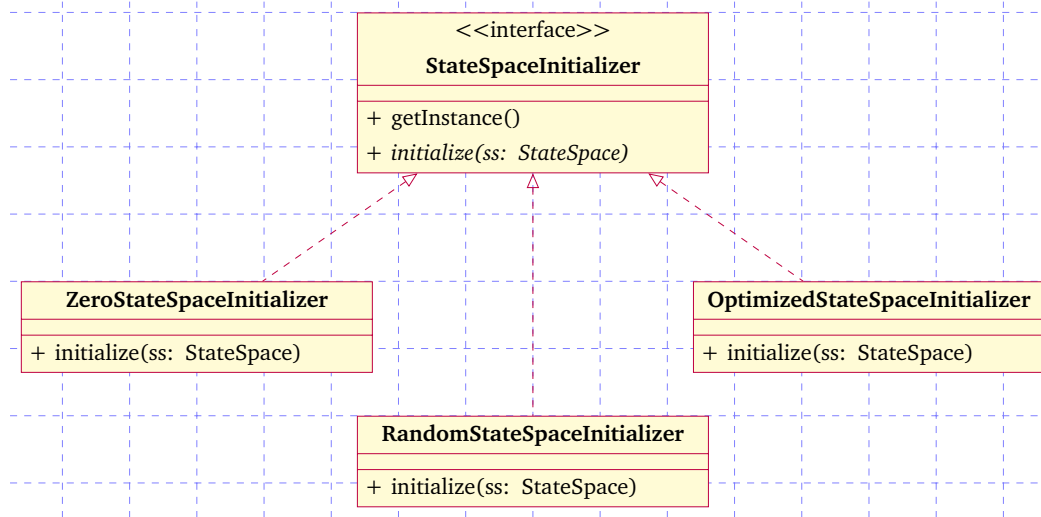 <<interface>>
StateSpaceInitializer
+ getInstance()
+ initialize(ss: StateSpace)
ZeroStateSpaceInitializer
+ initialize(ss: StateSpace)
OptimizedStateSpaceInitializer
+ initialize(ss: StateSpace)
RandomStateSpaceInitializer
+ initialize(ss: StateSpace)